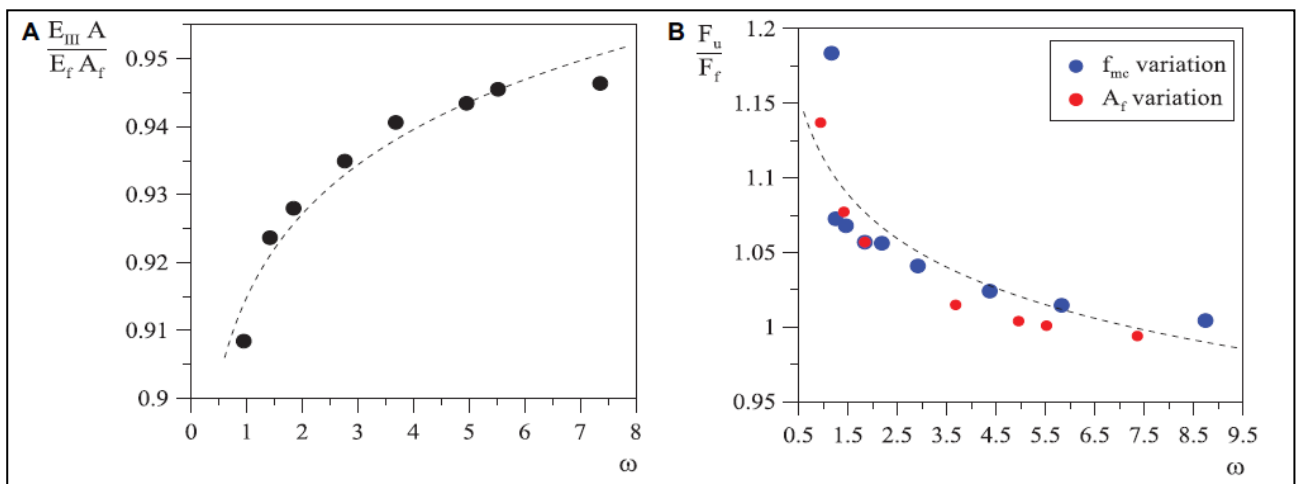 A
E_III A
E_f A_f
0.95
0.94
0.93
0.92
0.91
0.9
0 1 2 3 4 5 6 7 8
ω
B
F_u
F_f
1.2
1.15
1.1
1.05
1
0.95
f_mc variation
A_f variation
0.5 1.5 2.5 3.5 4.5 5.5 6.5 7.5 8.5 9.5
ω